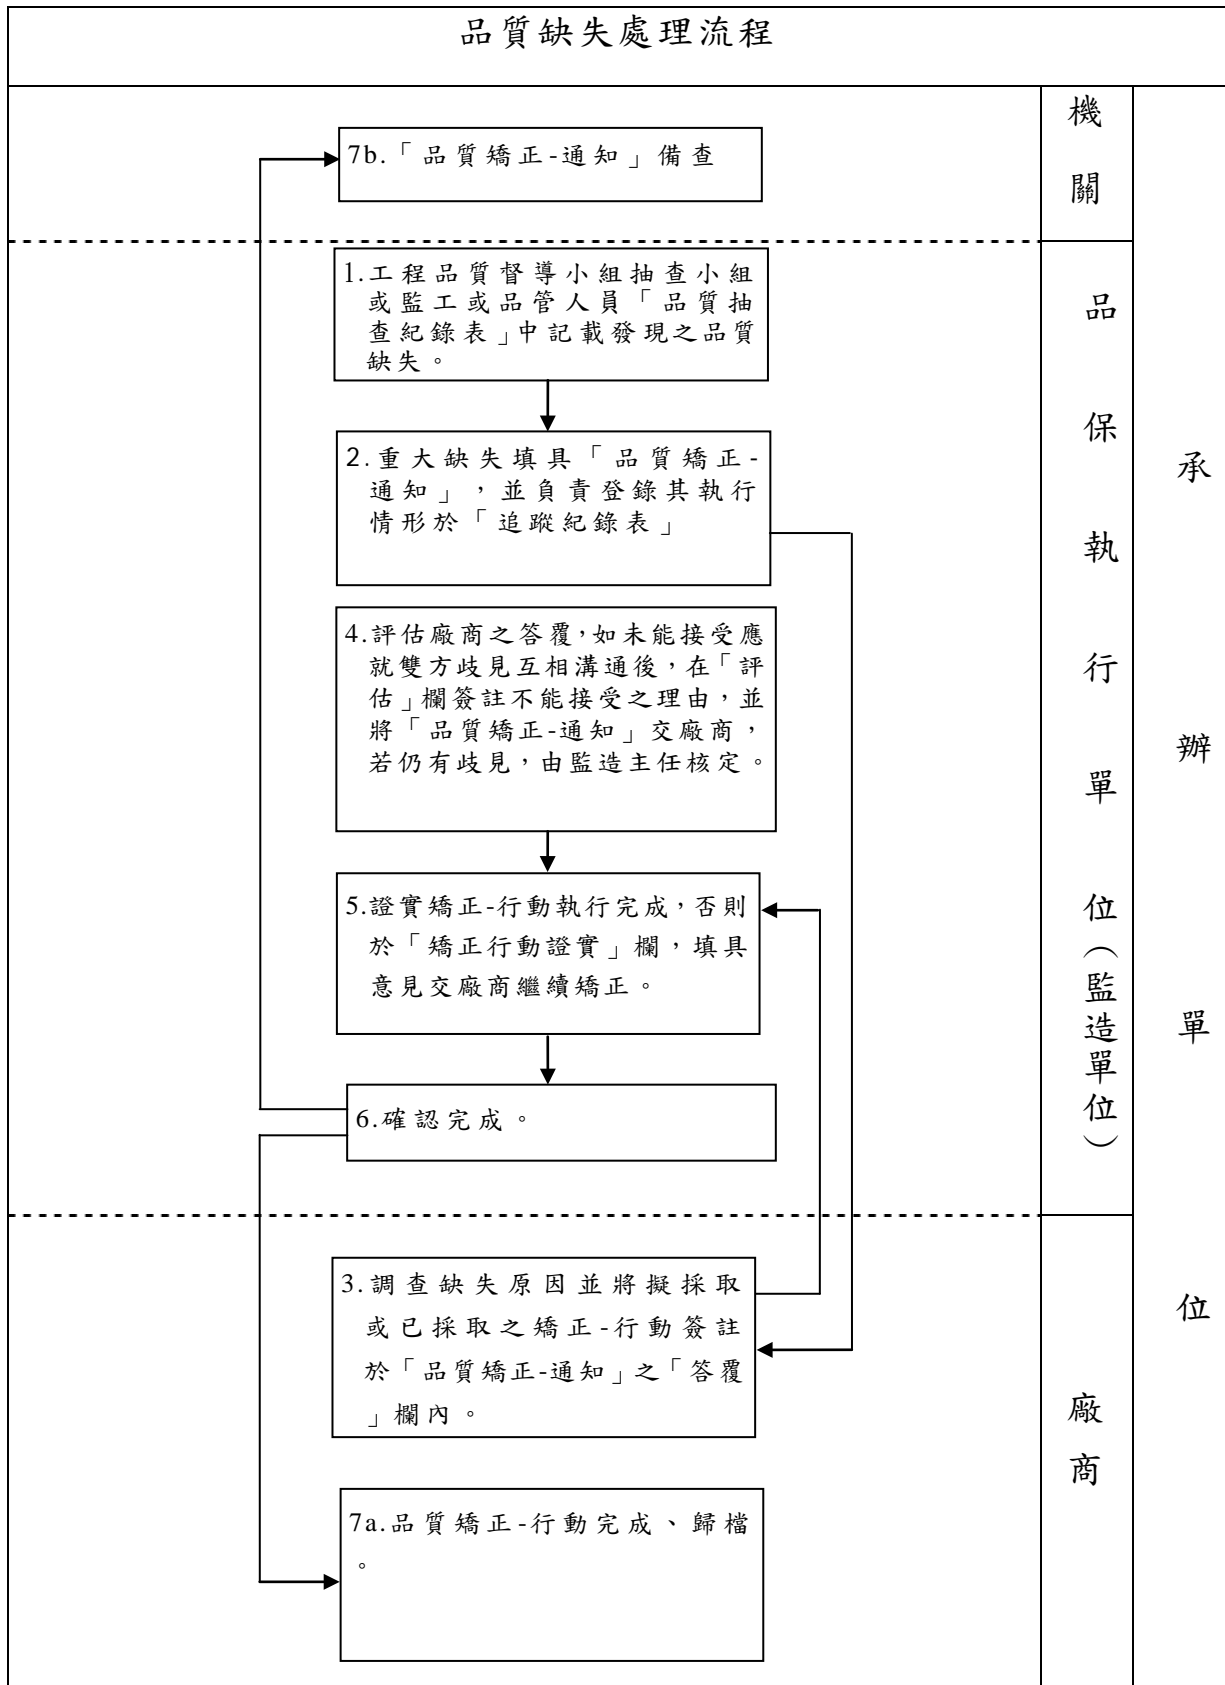 品質缺失處理流程
7b.「品質矯正-通知」備查
1.工程品質督導小組抽查小組
或監工或品管人員「品質抽
查紀錄表」中記載發現之品質
缺失。
2.重大缺失填具「品質矯正-
通知」，並負責登錄其執行
情形於「追蹤紀錄表」
4.評估廠商之答覆，如未能接受應
就雙方歧見互相溝通後，在「評
估」欄簽註不能接受之理由，並
將「品質矯正-通知」交廠商，
若仍有歧見，由監造主任核定。
5.證實矯正-行動執行完成，否則
於「矯正行動證實」欄，填具
意見交廠商繼續矯正。
6.確認完成。
3.調查缺失原因並將擬採取
或已採取之矯正-行動簽註
於「品質矯正-通知」之「答覆
」欄內。
7a.品質矯正-行動完成、歸檔
。
機關
品保執行單位（監造單位）
廠商
承辦單位